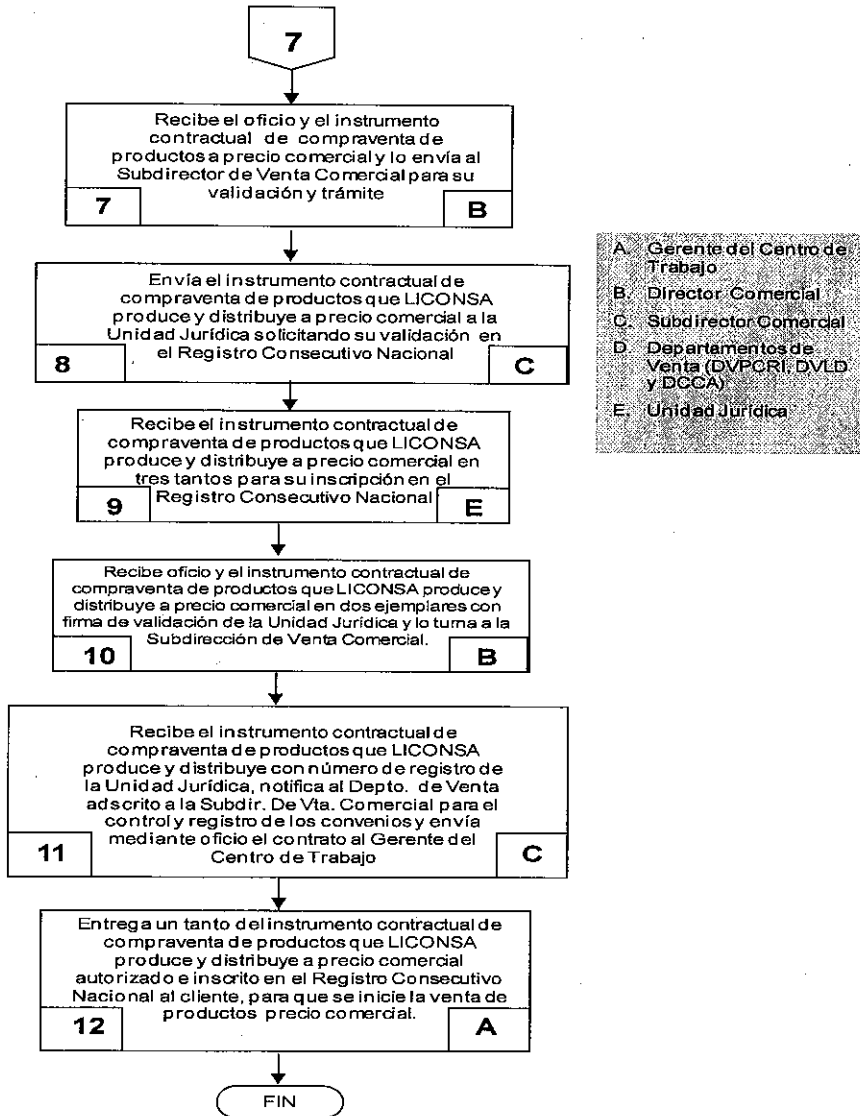 7
Recibe el oficio y el instrumento
contractual de compraventa de
productos a precio comercial y lo envía al
Subdirector de Venta Comercial para su
validación y trámite
7
B
Envía el instrumento contractual de
compraventa de productos que LICONSA
produce y distribuye a precio comercial a la
Unidad Jurídica solicitando su validación en
el Registro Consecutivo Nacional
8
C
Recibe el instrumento contractual de
compraventa de productos que LICONSA
produce y distribuye a precio comercial en
tres tantos para su inscripción en el
Registro Consecutivo Nacional
9
E
Recibe oficio y el instrumento contractual de
compraventa de productos que LICONSA produce y
distribuye a precio comercial en dos ejemplares con
firma de validación de la Unidad Jurídica y lo turna a la
Subdirección de Venta Comercial.
10
B
Recibe el instrumento contractual de
compraventa de productos que LICONSA
produce y distribuye con número de registro de
la Unidad Jurídica, notifica al Depto. de Venta
adscrito a la Subdir. De Vta. Comercial para el
control y registro de los convenios y envía
mediante oficio el contrato al Gerente del
Centro de Trabajo
11
C
Entrega un tanto del instrumento contractual de
compraventa de productos que LICONSA
produce y distribuye a precio comercial
autorizado e inscrito en el Registro Consecutivo
Nacional al cliente, para que se inicie la venta de
productos precio comercial.
12
A
FIN
A. Gerente del Centro de
Trabajo
B. Director Comercial
C. Subdirector Comercial
D. Departamentos de
Venta (DVPCRI, DVLD
y DCCA)
E. Unidad Jurídica